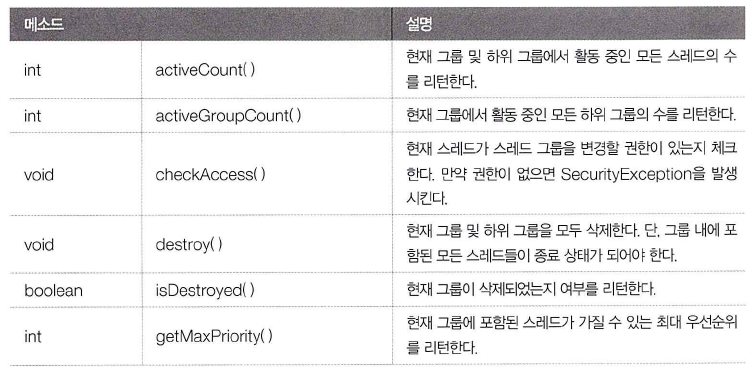 메소드 설명
int activeCount( ) 현재 그룹 및 하위 그룹에서 활동 중인 모든 스레드의 수
를 리턴한다.
int activeGroupCount( ) 현재 그룹에서 활동 중인 모든 하위 그룹의 수를 리턴한다.
void checkAccess( ) 현재 스레드가 스레드 그룹을 변경할 권한이 있는지 체크
한다. 만약 권한이 없으면 SecurityException을 발생
시킨다.
void destroy( ) 현재 그룹 및 하위 그룹을 모두 삭제한다. 단, 그룹 내에 포
함된 모든 스레드들이 종료 상태가 되어야 한다.
boolean isDestroyed( ) 현재 그룹이 삭제되었는지 여부를 리턴한다.
int getMaxPriority( ) 현재 그룹에 포함된 스레드가 가질 수 있는 최대 우선순위
를 리턴한다.